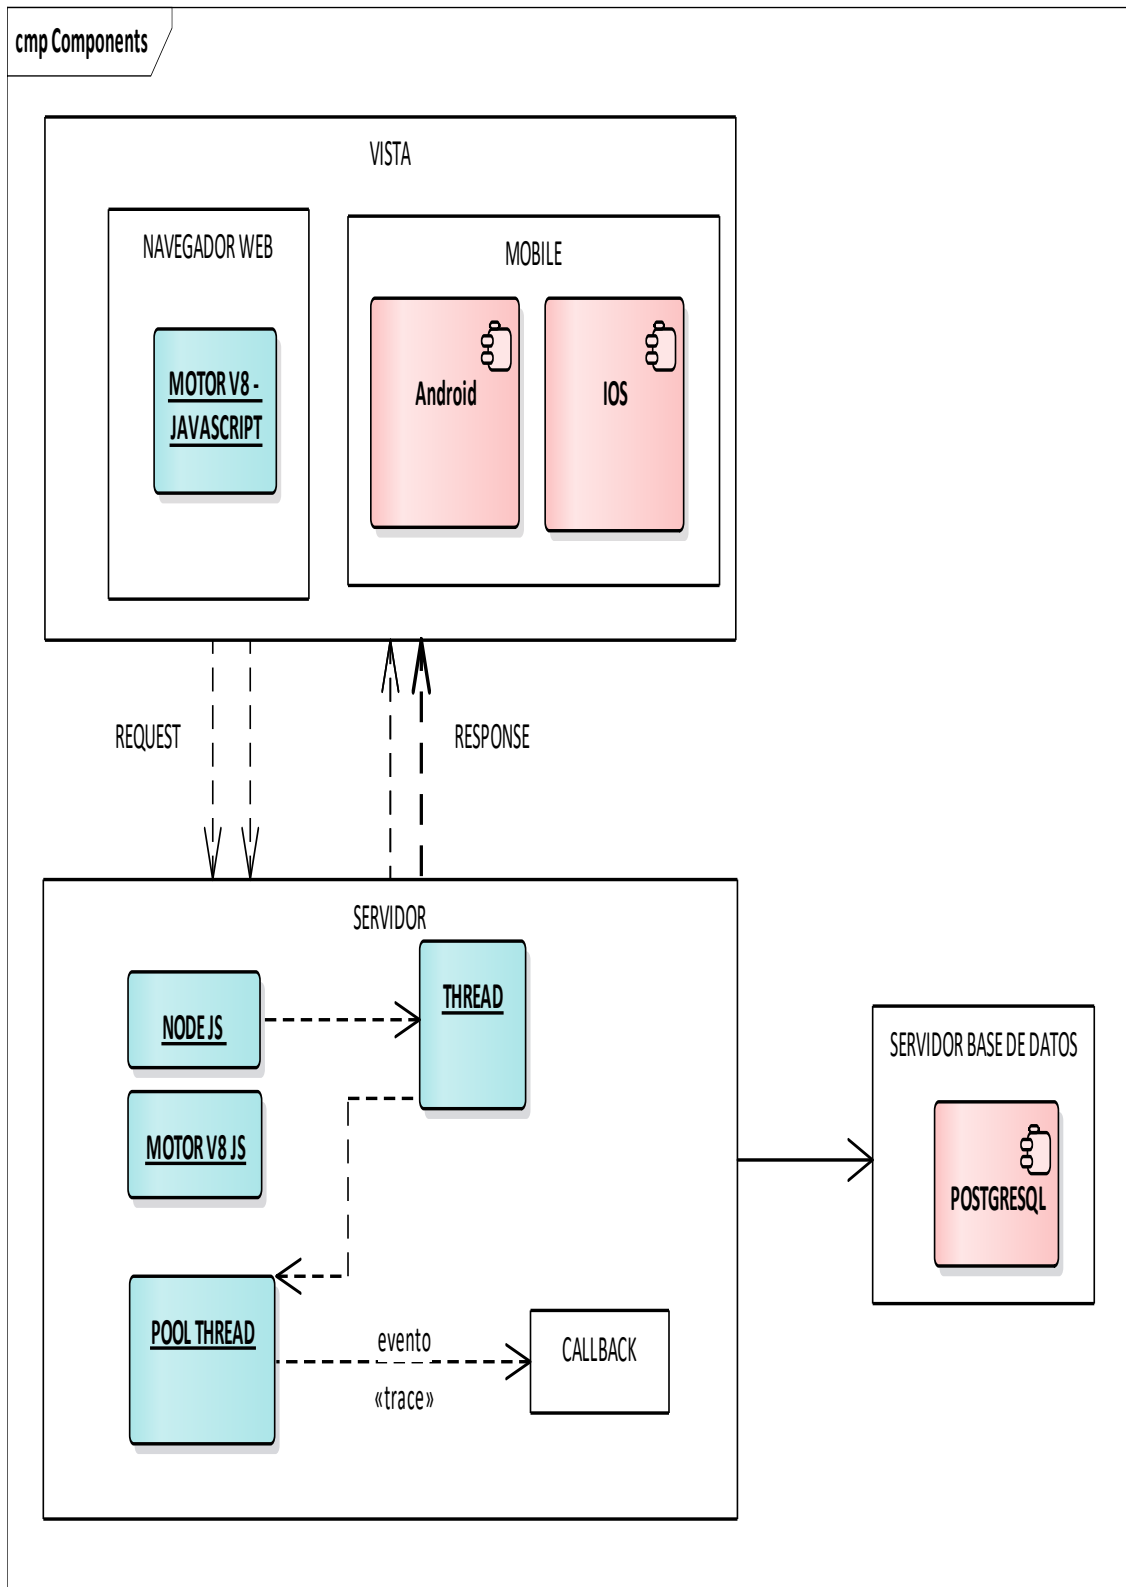 cmp Components
VISTA
NAVEGADOR WEB
MOBILE
MOTOR V8 -
JAVASCRIPT
Android
IOS
REQUEST
RESPONSE
SERVIDOR
NODE JS
THREAD
MOTOR V8 JS
SERVIDOR BASE DE DATOS
POSTGRESQL
POOL THREAD
evento
«trace»
CALLBACK